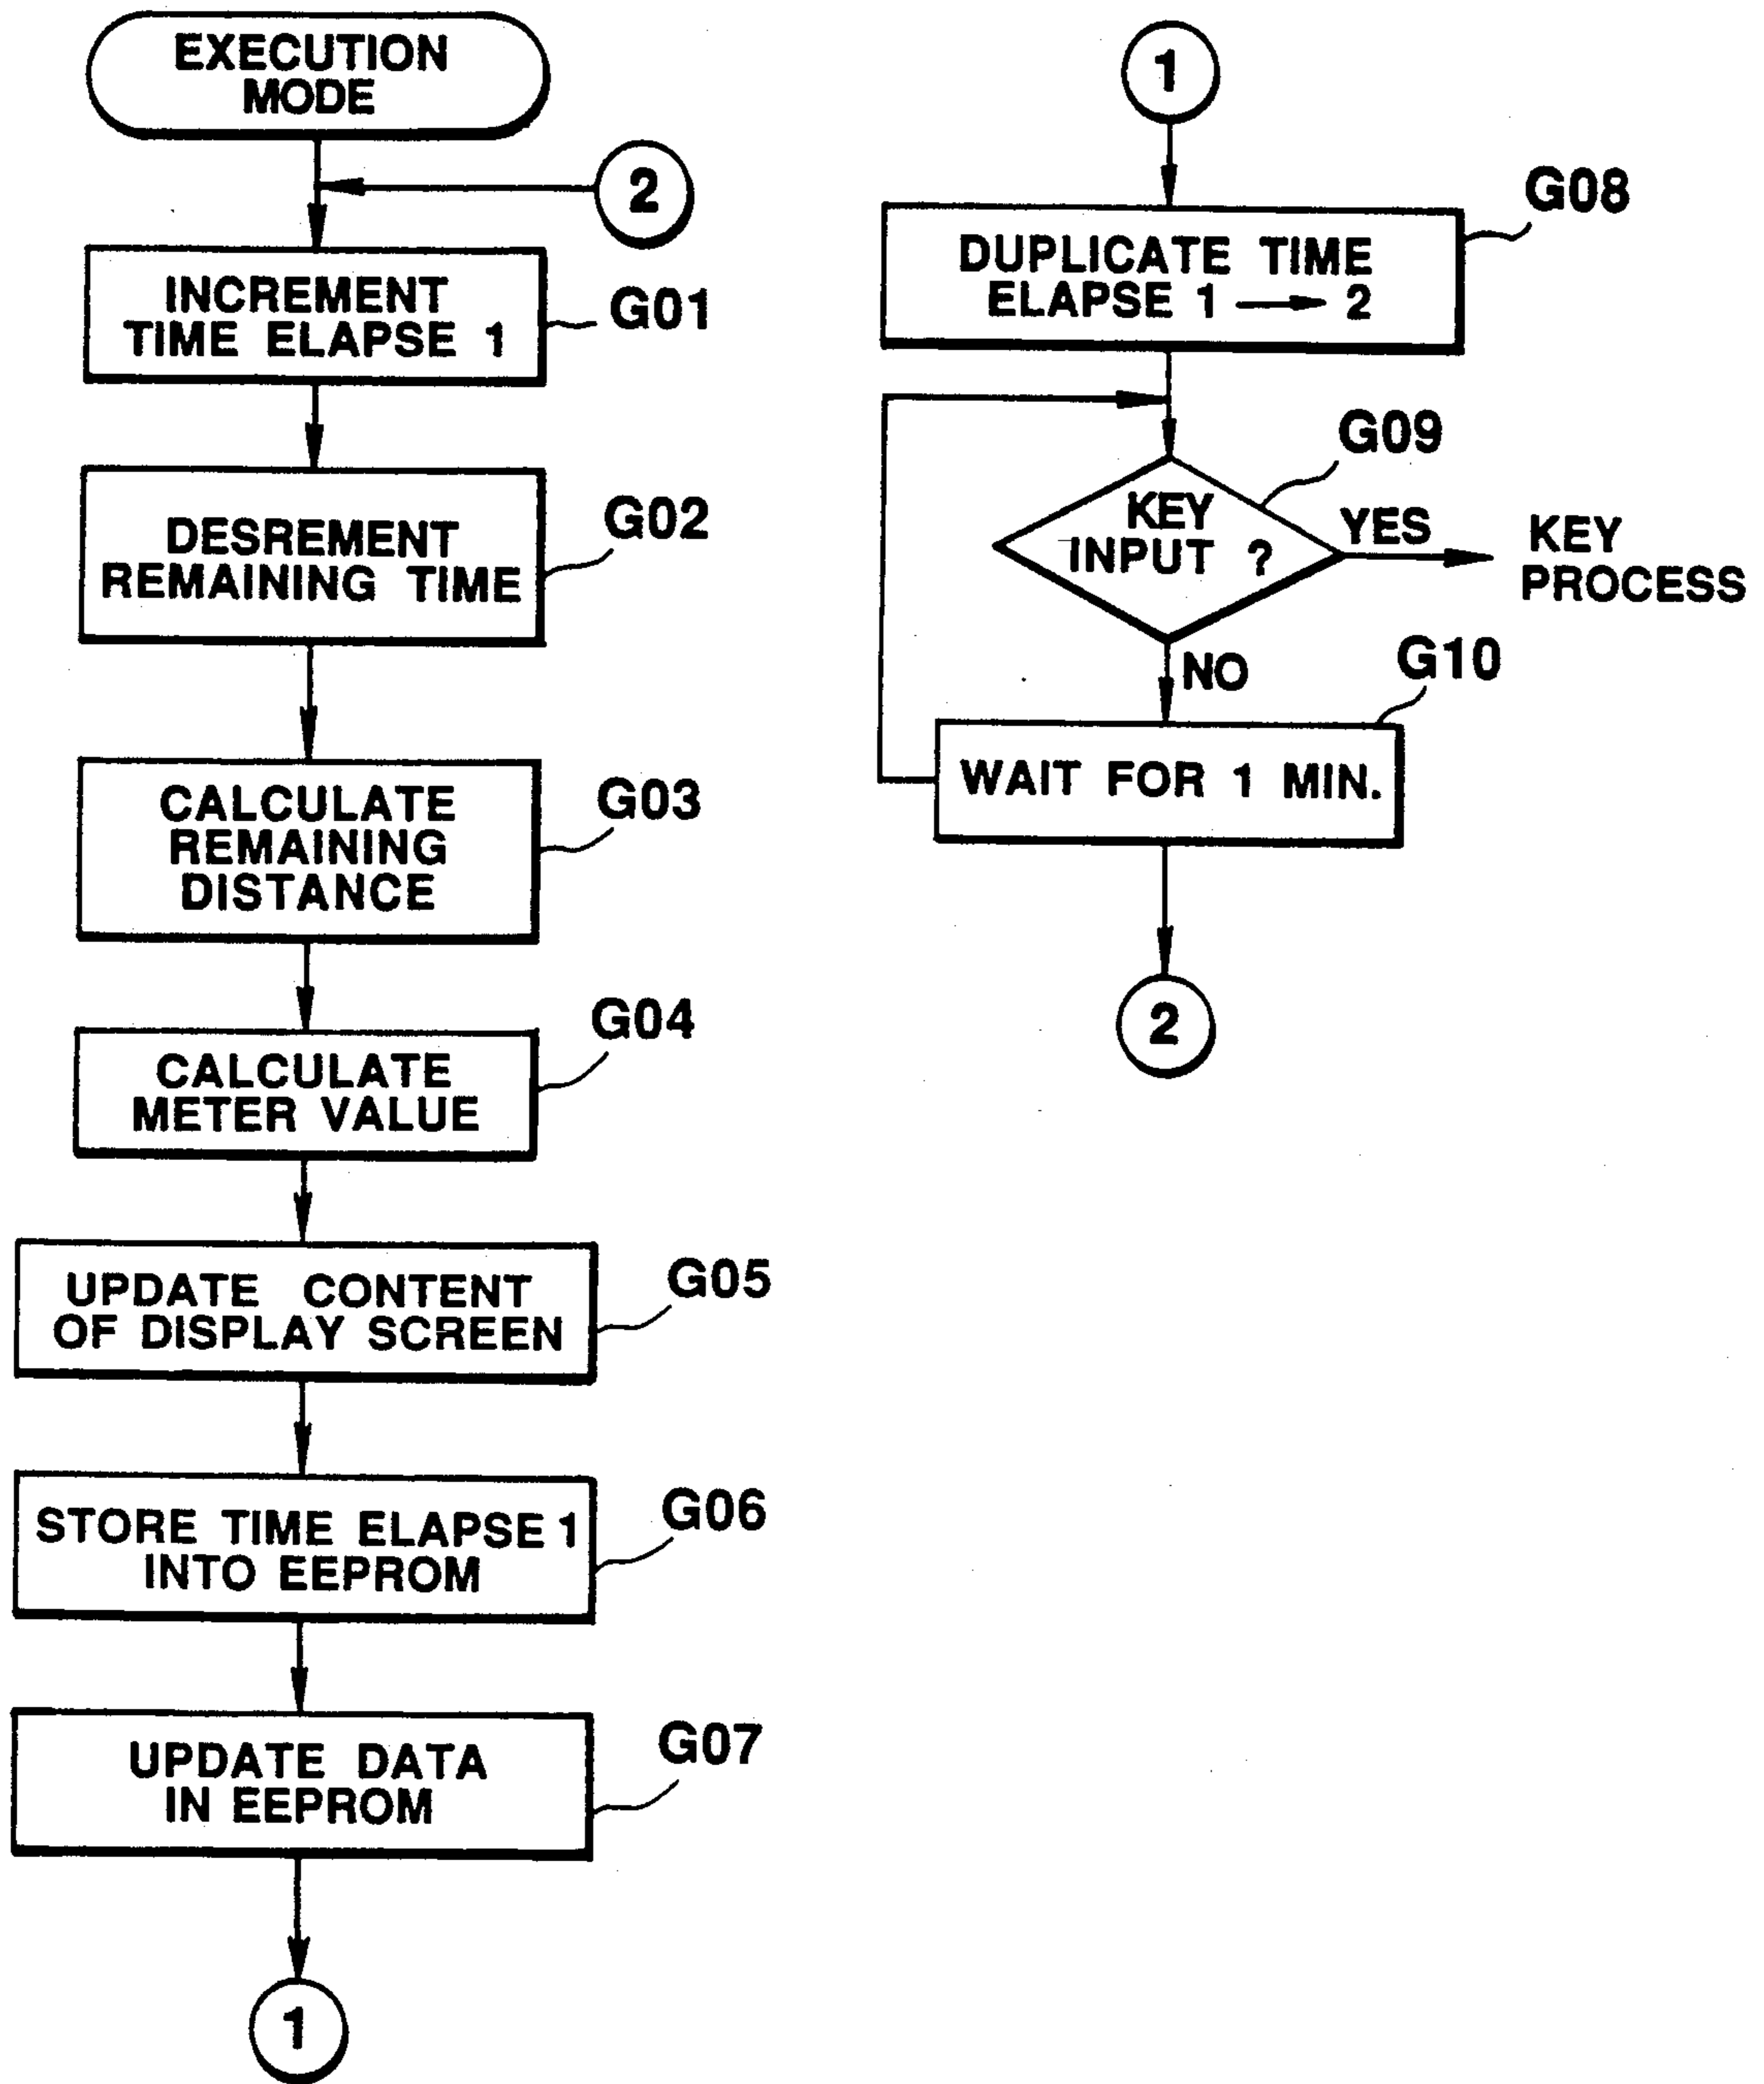 EXECUTION
MODE
2
INCREMENT
TIME ELAPSE 1
G01
DESREMENT
REMAINING TIME
G02
CALCULATE
REMAINING
DISTANCE
G03
CALCULATE
METER VALUE
G04
UPDATE CONTENT
OF DISPLAY SCREEN
G05
STORE TIME ELAPSE 1
INTO EEPROM
G06
UPDATE DATA
IN EEPROM
G07
1
1
DUPLICATE TIME
ELAPSE 1 → 2
G08
KEY
INPUT ?
G09
YES
KEY
PROCESS
NO
WAIT FOR 1 MIN.
G10
2